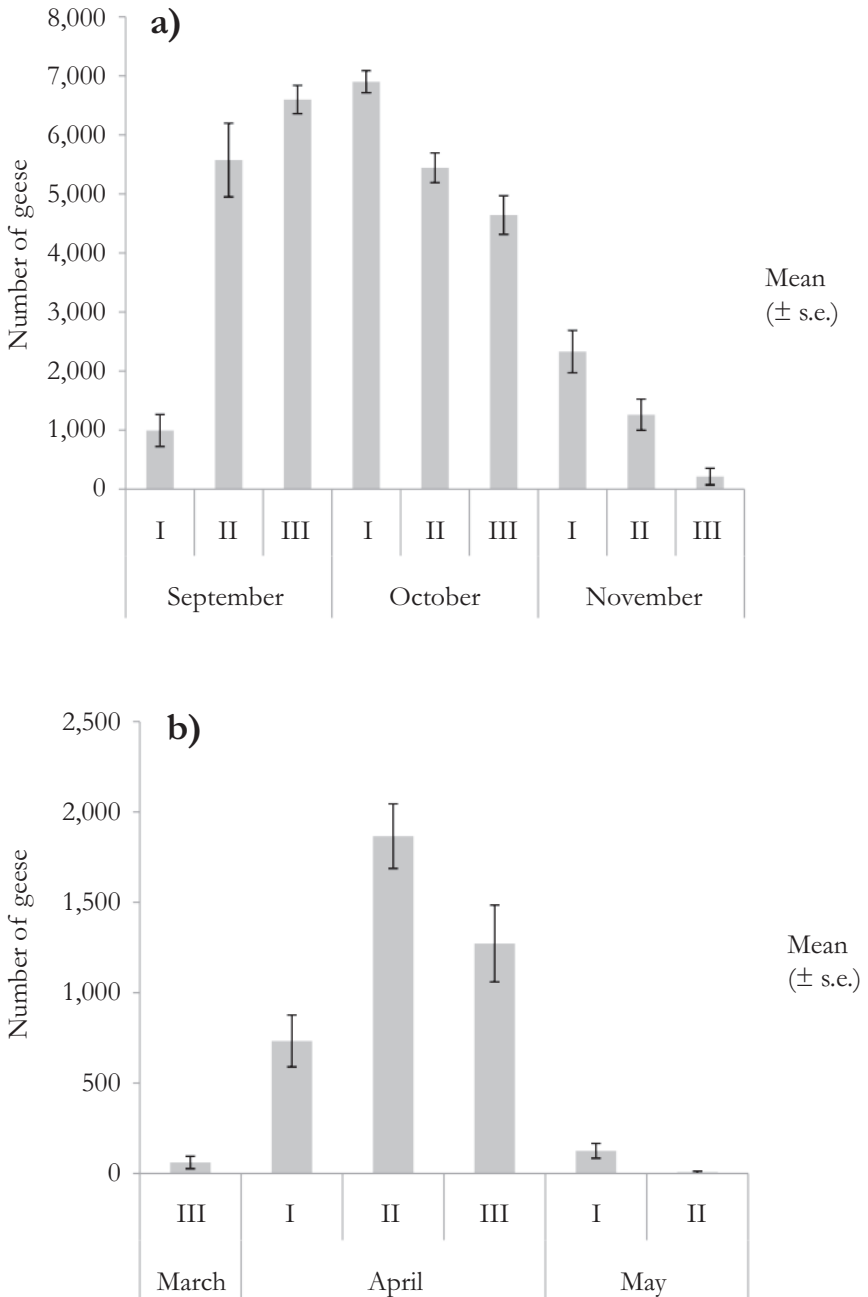 a)
8,000
7,000
6,000
5,000
4,000
3,000
2,000
1,000
0
Number of geese
Mean
(± s.e.)
I II III I II III I II III
September October November
b)
2,500
2,000
1,500
1,000
500
0
Number of geese
Mean
(± s.e.)
III I II III I II
March April May